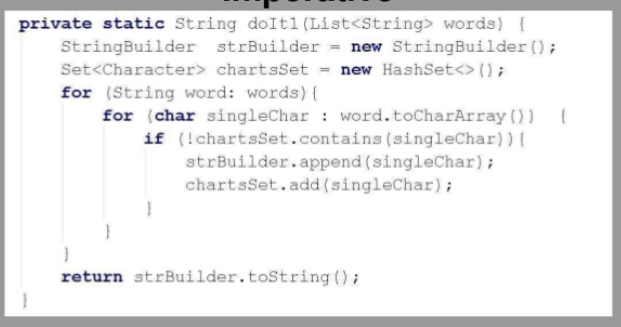 imperative
private static String doIt1(List<String> words) {
StringBuilder strBuilder = new StringBuilder();
Set<Character> chartsSet = new HashSet<>();
for (String word: words){
for (char singleChar : word.toCharArray()) {
if (!chartsSet.contains(singleChar)){
strBuilder.append(singleChar);
chartsSet.add(singleChar);
}
}
}
return strBuilder.toString();
}